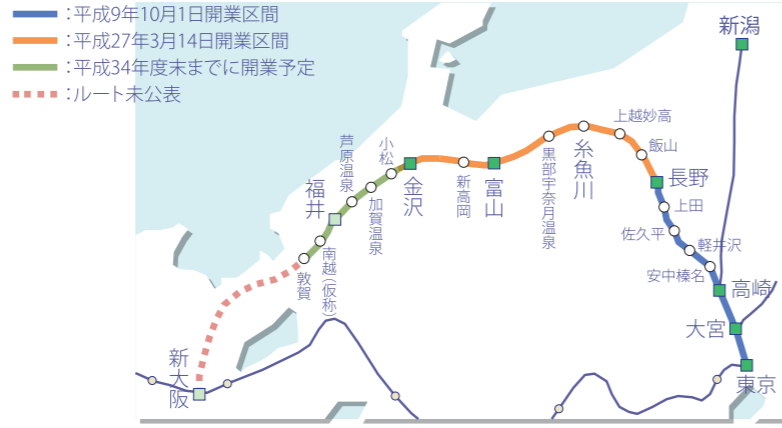 :平成9年10月1日開業区間
:平成27年3月14日開業区間
:平成34年度末までに開業予定
:ルート未公表
新潟
上越妙高
飯山
糸魚川
黒部宇奈月温泉
長野
上田
佐久平
軽井沢
安中榛名
高崎
大宮
東京
富山
新高岡
金沢
小松
加賀温泉
芦原温泉
福井
南越(仮称)
敦賀
新大阪